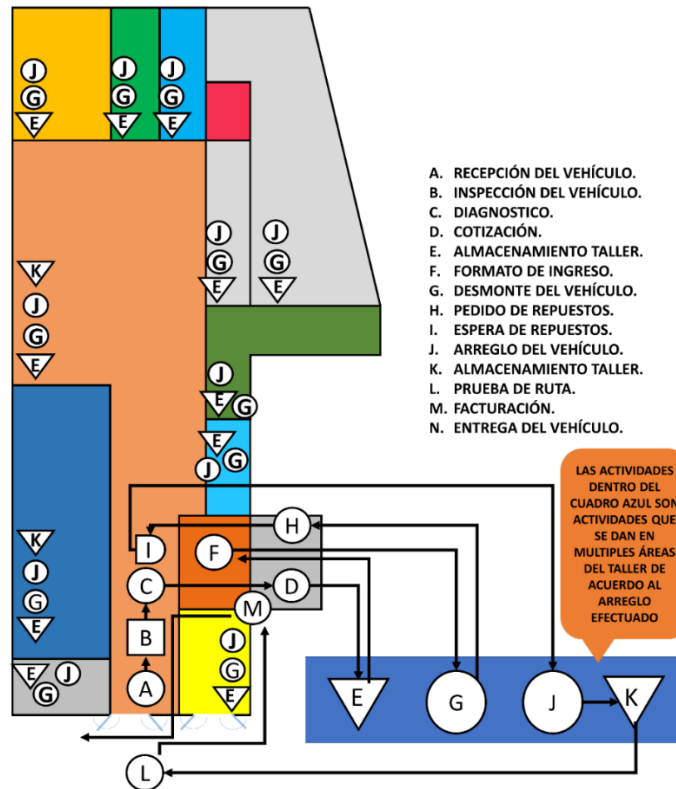 J
J
J
G
G
G
E
E
E
A. RECEPCIÓN DEL VEHÍCULO.
B. INSPECCIÓN DEL VEHÍCULO.
C. DIAGNOSTICO.
D. COTIZACIÓN.
E. ALMACENAMIENTO TALLER.
F. FORMATO DE INGRESO.
G. DESMONTE DEL VEHÍCULO.
H. PEDIDO DE REPUESTOS.
I. ESPERA DE REPUESTOS.
J. ARREGLO DEL VEHÍCULO.
K. ALMACENAMIENTO TALLER.
L. PRUEBA DE RUTA.
M. FACTURACIÓN.
N. ENTREGA DEL VEHÍCULO.
J
J
G
G
E
E
K
J
G
E
J
E
G
E
G
J
LAS ACTIVIDADES
DENTRO DEL
CUADRO AZUL SON
ACTIVIDADES QUE
SE DAN EN
MULTIPLES ÁREAS
DEL TALLER DE
ACUERDO AL
ARREGLO
EFECTUADO
K
J
G
E
I
F
H
C
D
M
B
A
J
G
E
E
J
G
E
G
J
K
L